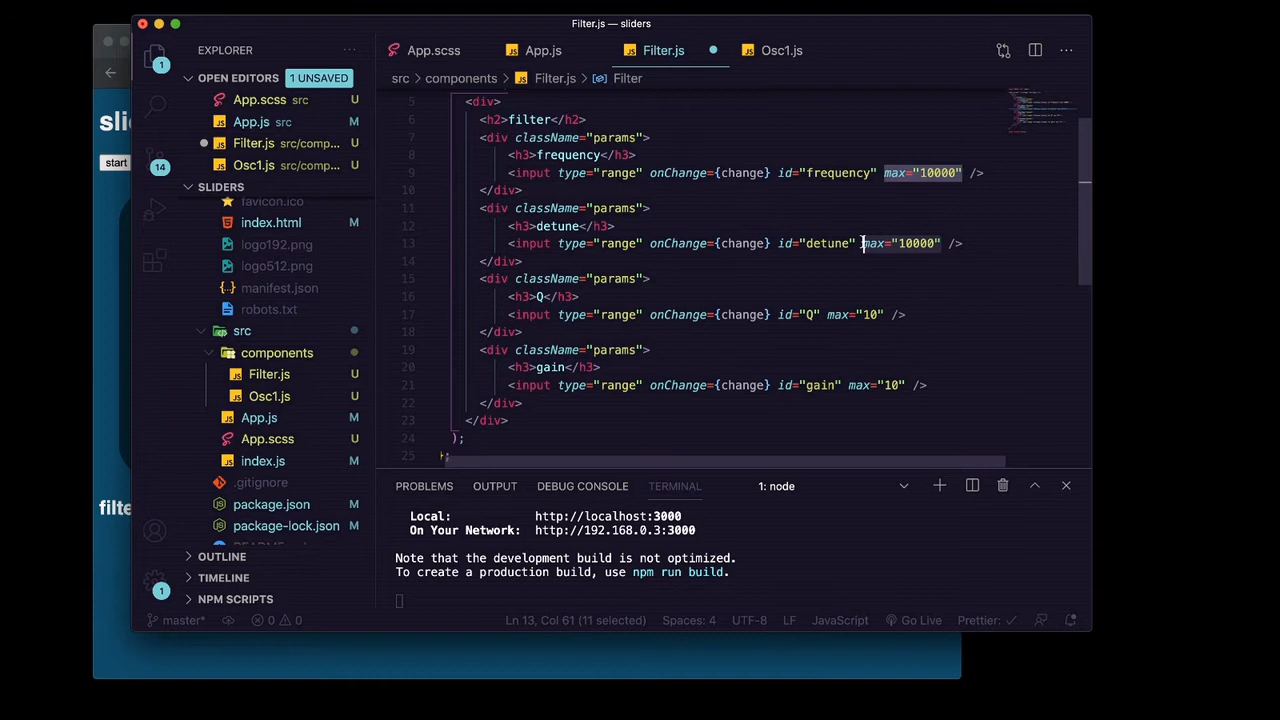 Filter.js — sliders
EXPLORER
App.scss
App.js
Filter.js
Osc1.js
OPEN EDITORS
1 UNSAVED
src
components
Filter.js
Filter
App.scss src
U
App.js src
U
Filter.js src/comp...
U
Osc1.js src/comp...
U
SLIDERS
favicon.ico
index.html
M
logo192.png
logo512.png
manifest.json
robots.txt
src
components
Filter.js
U
Osc1.js
U
App.js
M
App.scss
U
index.js
M
.gitignore
package.json
M
package-lock.json
M
OUTLINE
TIMELINE
NPM SCRIPTS
1
14
1
sli
start
filte
5 <div>
6 <h2>filter</h2>
7 <div className="params">
8 <h3>frequency</h3>
9 <input type="range" onChange={change} id="frequency" max="10000" />
10 </div>
11 <div className="params">
12 <h3>detune</h3>
13 <input type="range" onChange={change} id="detune" max="10000" />
14 </div>
15 <div className="params">
16 <h3>Q</h3>
17 <input type="range" onChange={change} id="Q" max="10" />
18 </div>
19 <div className="params">
20 <h3>gain</h3>
21 <input type="range" onChange={change} id="gain" max="10" />
22 </div>
23 </div>
24 );
25 };
PROBLEMS OUTPUT DEBUG CONSOLE TERMINAL 1: node
Local: http://localhost:3000
On Your Network: http://192.168.0.3:3000
Note that the development build is not optimized.
To create a production build, use npm run build.
master* 0 0 Ln 13, Col 61 (11 selected) Spaces: 4 UTF-8 LF JavaScript Go Live Prettier: ✓